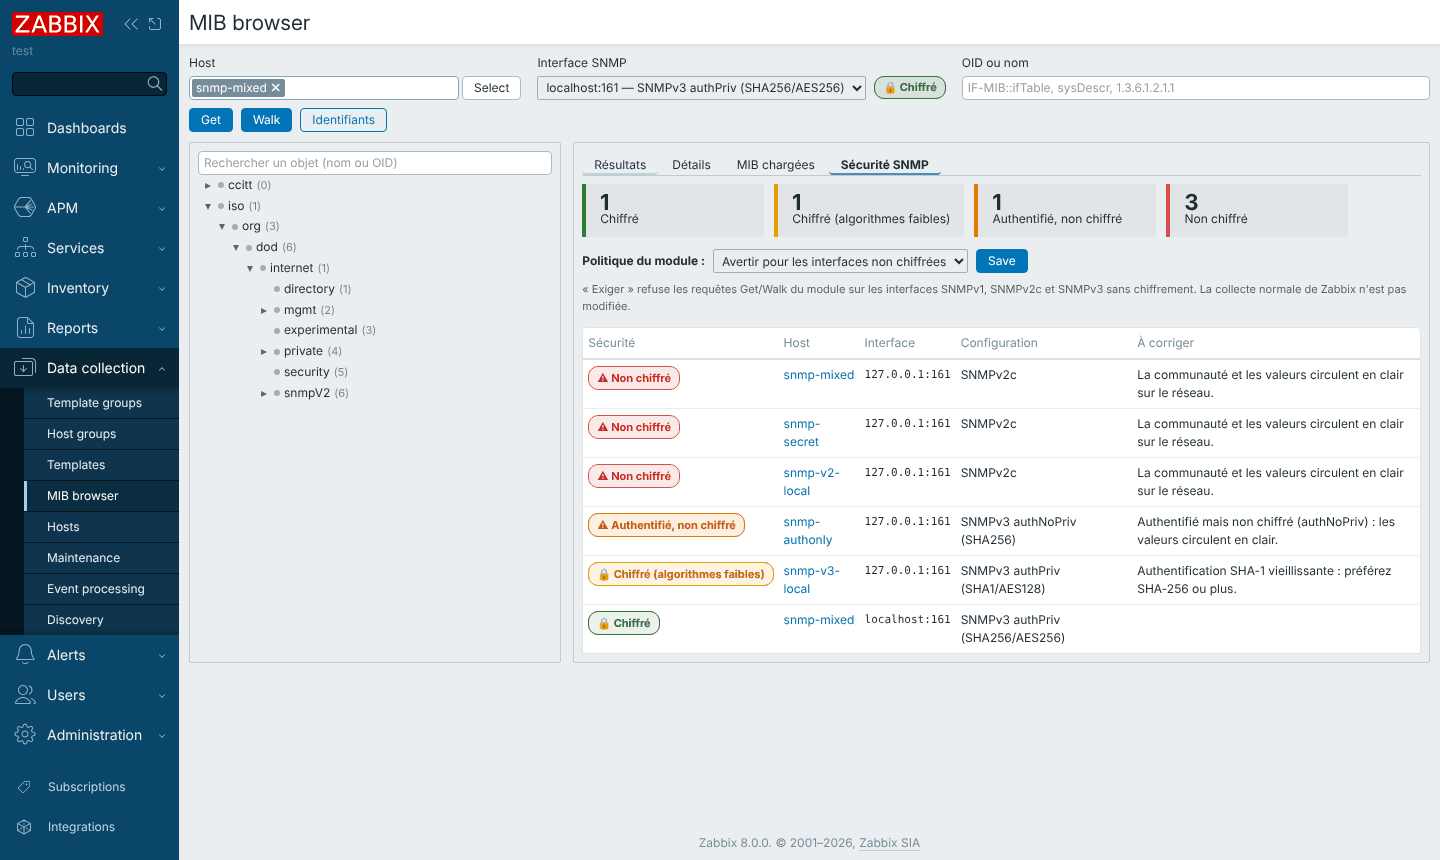 ZABBIX
test
Dashboards
Monitoring
APM
Services
Inventory
Reports
Data collection
Template groups
Host groups
Templates
MIB browser
Hosts
Maintenance
Event processing
Discovery
Alerts
Users
Administration
Subscriptions
Integrations
MIB browser
Host
Interface SNMP
OID ou nom
snmp-mixed
Select
localhost:161 — SNMPv3 authPriv (SHA256/AES256)
Chiffré
IF-MIB::ifTable, sysDescr, 1.3.6.1.2.1.1
Get
Walk
Identifiants
Rechercher un objet (nom ou OID)
ccitt (0)
iso (1)
org (3)
dod (6)
internet (1)
directory (1)
mgmt (2)
experimental (3)
private (4)
security (5)
snmpV2 (6)
Résultats
Détails
MIB chargées
Sécurité SNMP
1
Chiffré
1
Chiffré (algorithmes faibles)
1
Authentifié, non chiffré
3
Non chiffré
Politique du module :
Avertir pour les interfaces non chiffrées
Save
« Exiger » refuse les requêtes Get/Walk du module sur les interfaces SNMPv1, SNMPv2c et SNMPv3 sans chiffrement. La collecte normale de Zabbix n'est pas
modifiée.
Sécurité Host Interface Configuration À corriger
Non chiffré snmp-mixed 127.0.0.1:161 SNMPv2c La communauté et les valeurs circulent en clair
sur le réseau.
Non chiffré snmp- 127.0.0.1:161 SNMPv2c La communauté et les valeurs circulent en clair
secret sur le réseau.
Non chiffré snmp-v2- 127.0.0.1:161 SNMPv2c La communauté et les valeurs circulent en clair
local sur le réseau.
Authentifié, non chiffré snmp- 127.0.0.1:161 SNMPv3 authNoPriv Authentifié mais non chiffré (authNoPriv) : les
authonly (SHA256) valeurs circulent en clair.
Chiffré (algorithmes faibles) snmp-v3- 127.0.0.1:161 SNMPv3 authPriv Authentification SHA-1 vieillissante : préférez
local (SHA1/AES128) SHA-256 ou plus.
Chiffré snmp-mixed localhost:161 SNMPv3 authPriv
(SHA256/AES256)
Zabbix 8.0.0. © 2001–2026, Zabbix SIA